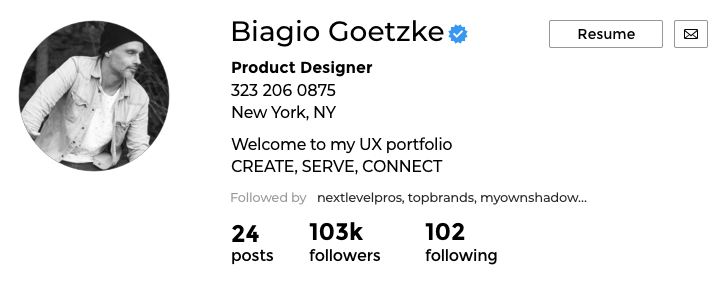 Biagio Goetzke
Resume
Product Designer
323 206 0875
New York, NY
Welcome to my UX portfolio
CREATE, SERVE, CONNECT
Followed by nextlevelpros, topbrands, myownshadow...
24 103k 102
posts followers following